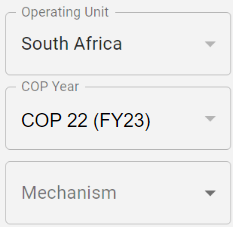 Operating Unit
South Africa
COP Year
COP 22 (FY23)
Mechanism